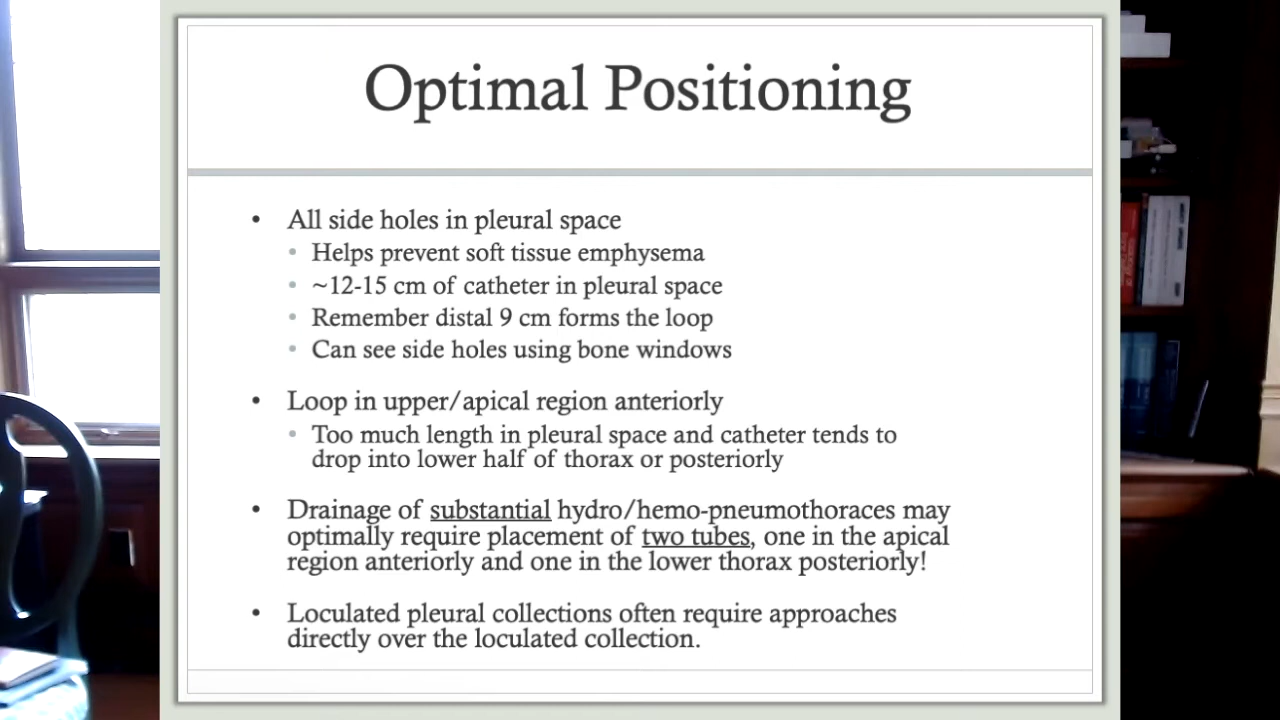 Optimal Positioning
• All side holes in pleural space
• Helps prevent soft tissue emphysema
• ~12-15 cm of catheter in pleural space
• Remember distal 9 cm forms the loop
• Can see side holes using bone windows
• Loop in upper/apical region anteriorly
• Too much length in pleural space and catheter tends to
drop into lower half of thorax or posteriorly
• Drainage of substantial hydro/hemo-pneumothoraces may
optimally require placement of two tubes, one in the apical
region anteriorly and one in the lower thorax posteriorly!
• Loculated pleural collections often require approaches
directly over the loculated collection.